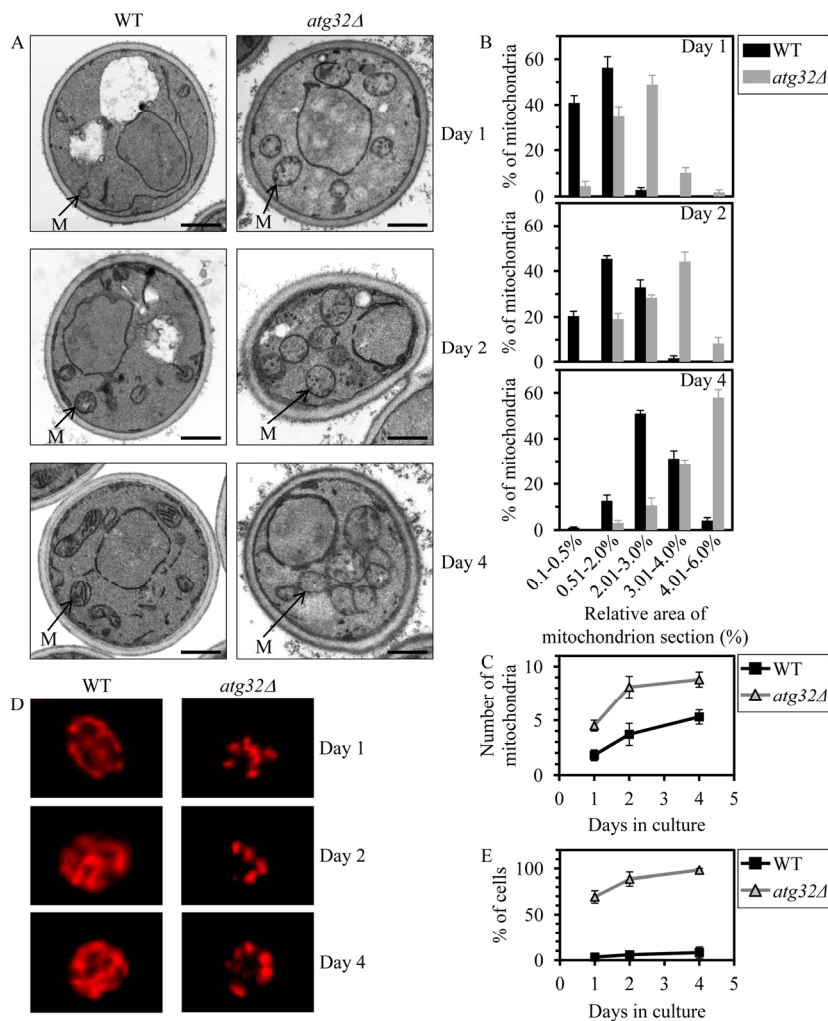 A
WT
atg32Δ
M
M
Day 1
M
M
Day 2
M
M
Day 4
B
WT
atg32Δ
Day 1
60
40
20
0
% of mitochondria
Day 2
60
40
20
0
% of mitochondria
Day 4
60
40
20
0
% of mitochondria
0.1-0.5%
0.51-2.0%
2.01-3.0%
3.01-4.0%
4.01-6.0%
Relative area of
mitochondrion section (%)
C
WT
atg32Δ
10
5
0
Number of
mitochondria
0 1 2 3 4 5
Days in culture
D
WT
atg32Δ
Day 1
Day 2
Day 4
E
WT
atg32Δ
100
50
0
% of cells
0 1 2 3 4 5
Days in culture